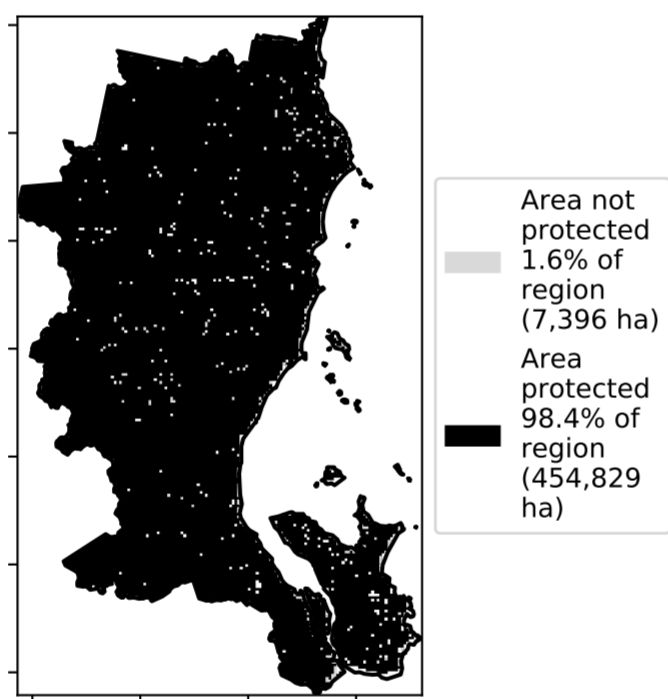 Area not
protected
1.6% of
region
(7,396 ha)
Area
protected
98.4% of
region
(454,829
ha)